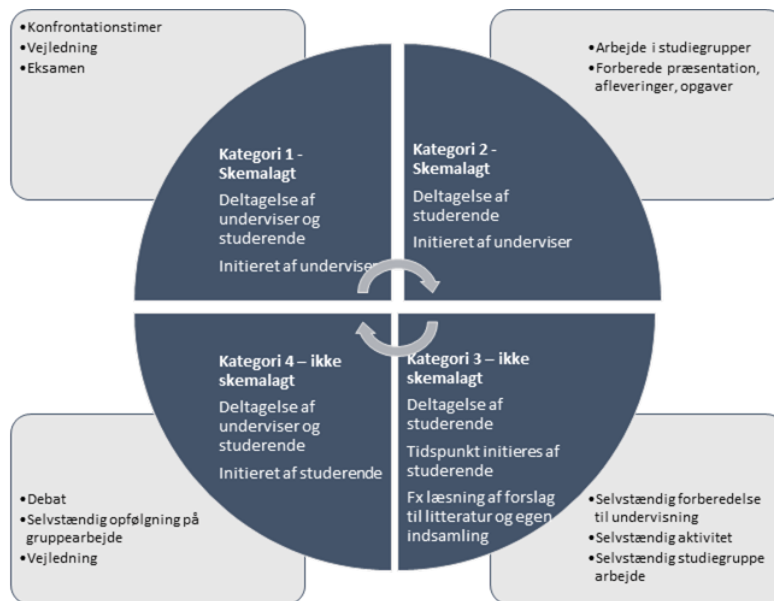 •Konfrontationstimer
•Vejledning
•Eksamen
•Arbejde i studiegrupper
•Forberede præsentation,
afleveringer, opgaver
Kategori 1 -
Skemalagt
Deltagelse af
underviser og
studerende
Initieret af underviser
Kategori 2 -
Skemalagt
Deltagelse af
studerende
Initieret af underviser
Kategori 4 – ikke
skemalagt
Deltagelse af
underviser og
studerende
Initieret af studerende
Kategori 3 – ikke
skemalagt
Deltagelse af
studerende
Tidspunkt initieres af
studerende
Fx læsning af forslag
til litteratur og egen
indsamling
•Debat
•Selvstændig opfølgning på
gruppearbejde
•Vejledning
•Selvstændig forberedelse
til undervisning
•Selvstændig aktivitet
•Selvstændig studiegruppe
arbejde